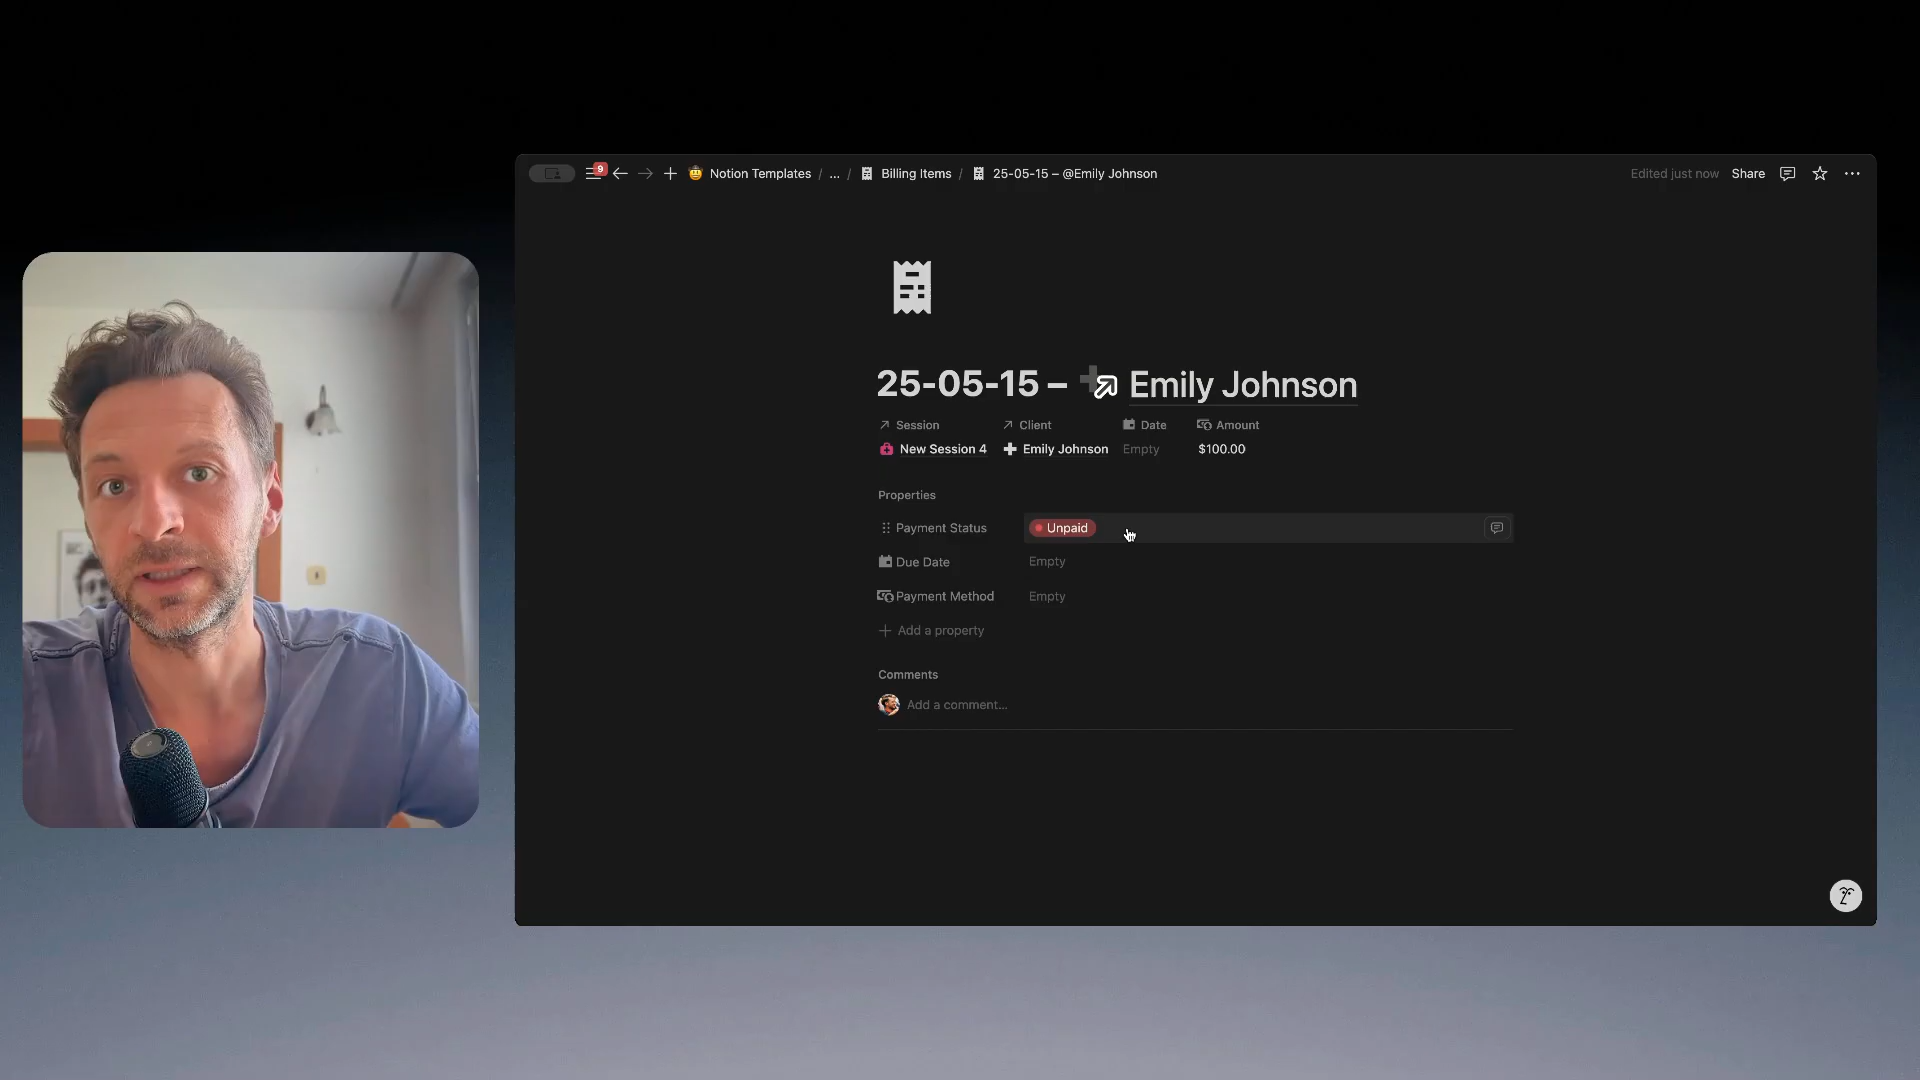 9 Notion Templates / ... / Billing Items / 25-05-15 – @Emily Johnson Edited just now Share
25-05-15 – Emily Johnson
Session Client Date Amount
New Session 4 Emily Johnson Empty $100.00
Properties
Payment Status Unpaid
Due Date Empty
Payment Method Empty
Add a property
Comments
Add a comment...